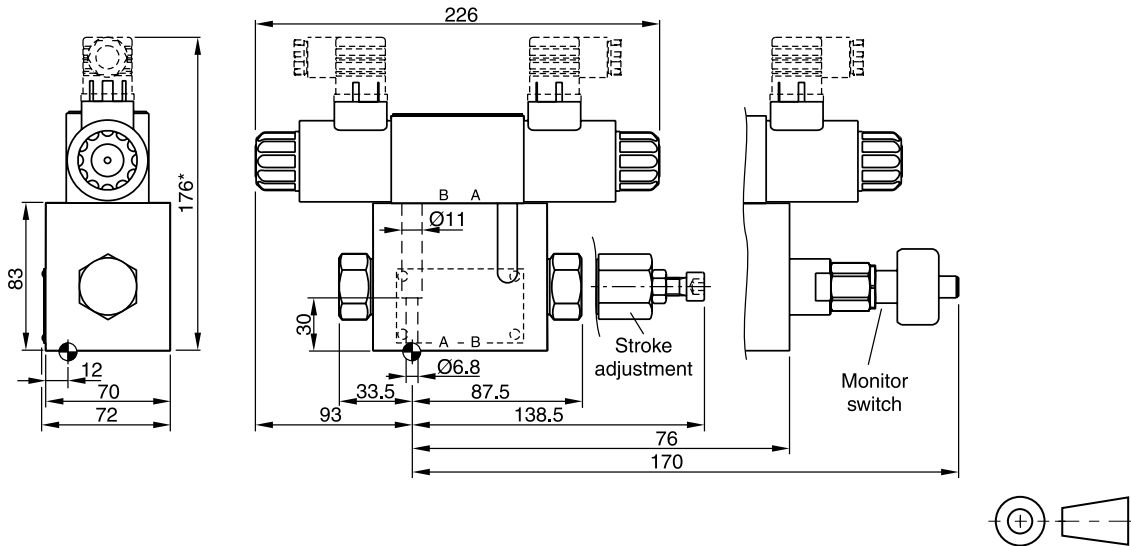 226
176*
B A
Ø11
83
30
A B
Stroke
adjustment
Ø6.8
12
Monitor
switch
70
33.5
87.5
72
93
138.5
76
170